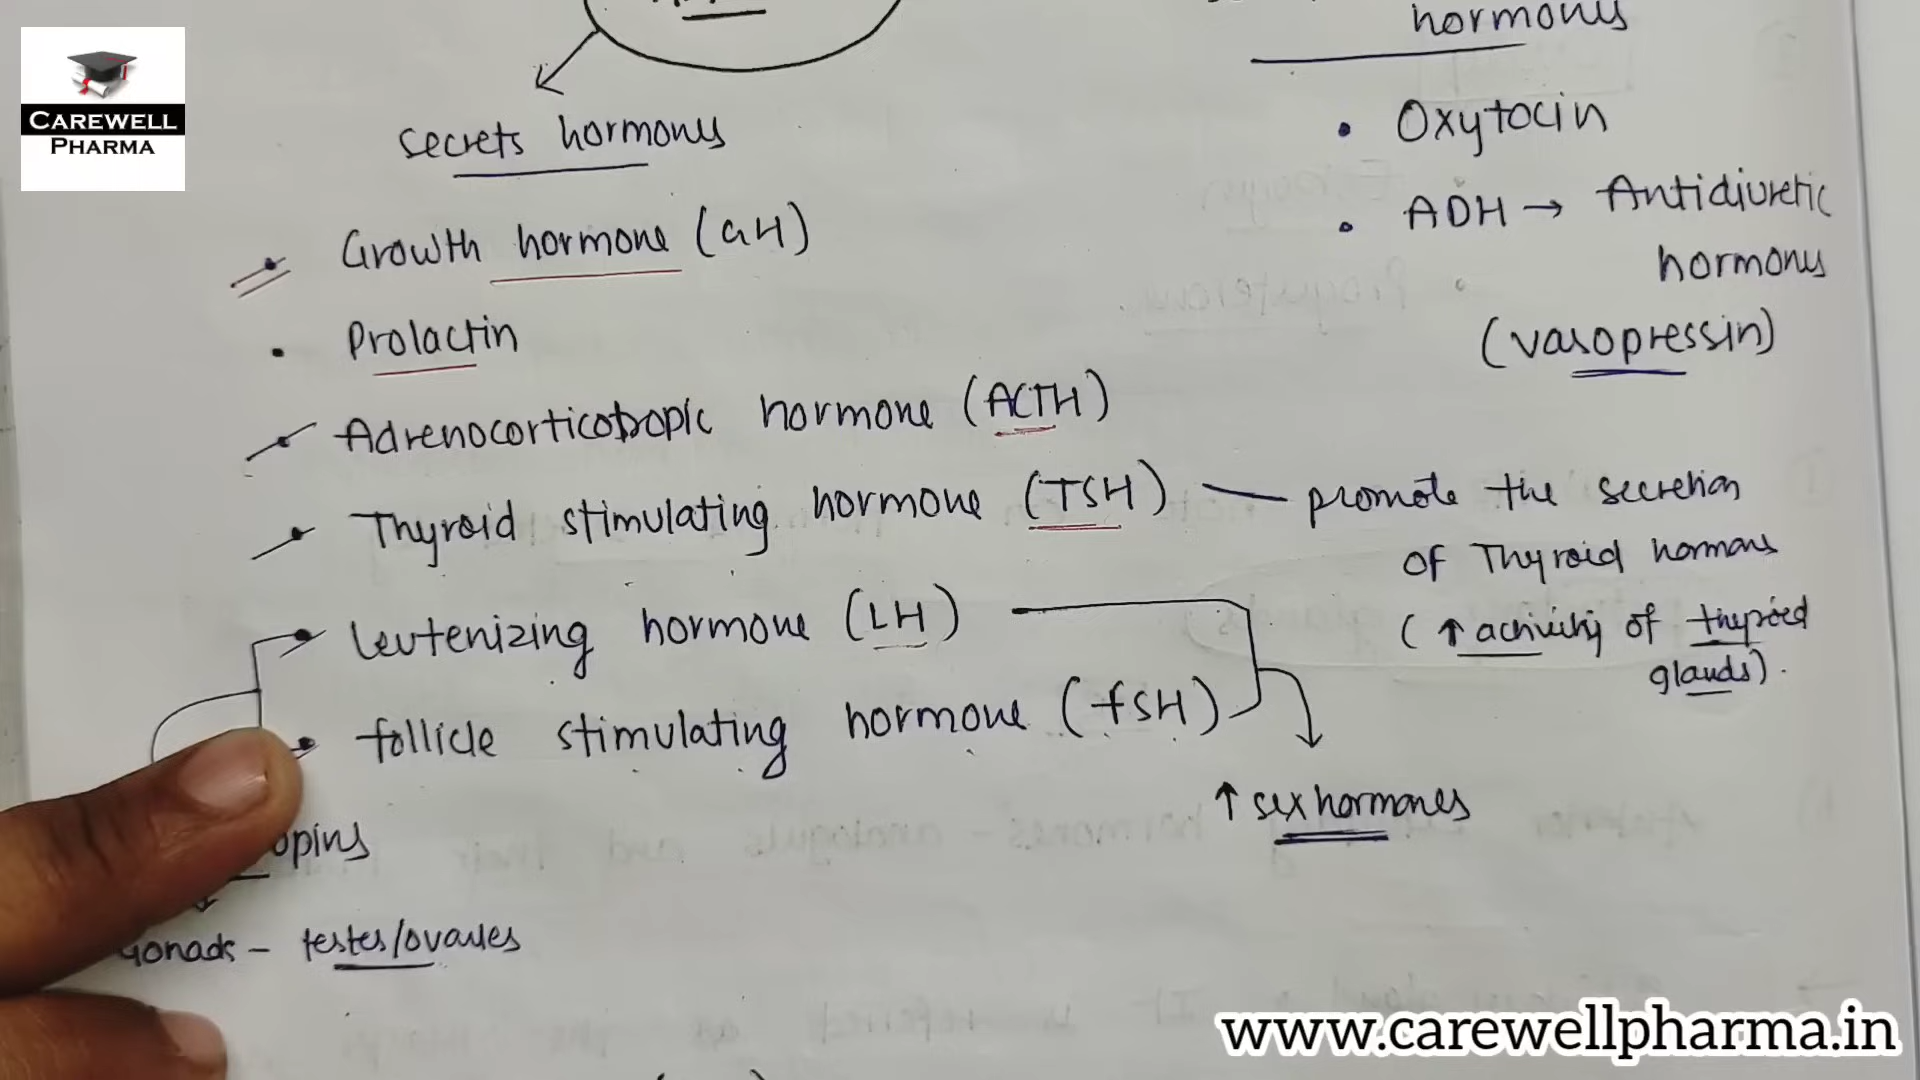 CAREWELL
PHARMA
secrets hormones
Growth hormone (GH)
Prolactin
Adrenocorticotropic hormone (ACTH)
Thyroid stimulating hormone (TSH) — promote the secretion
of Thyroid hormons
(↑ activity of thyroid
glands).
leutenizing hormone (LH)
follicle stimulating hormone (fSH)
↑ sex hormones
opins
gonads - testes/ovaries
hormones
Oxytocin
ADH → Antidiuretic
hormones
(vasopressin)
www.carewellpharma.in